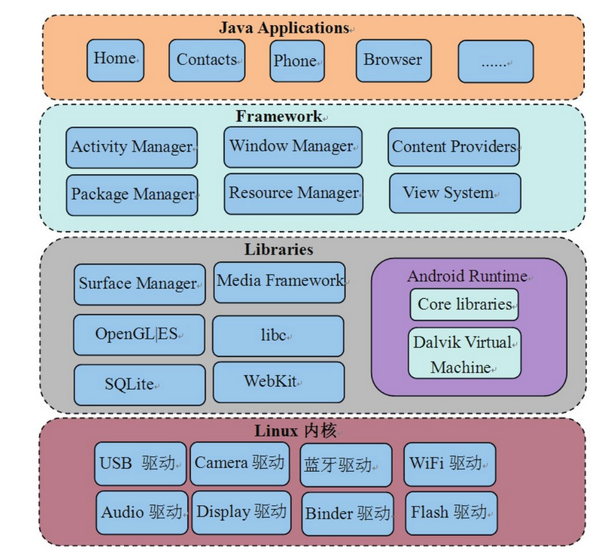 Java Applications
Home Contacts Phone Browser ......
Framework
Activity Manager Window Manager Content Providers
Package Manager Resource Manager View System
Libraries
Surface Manager Media Framework
OpenGL|ES libc
SQLite WebKit
Android Runtime
Core libraries
Dalvik Virtual
Machine
Linux 内核
USB 驱动 Camera 驱动 蓝牙驱动 WiFi 驱动
Audio 驱动 Display 驱动 Binder 驱动 Flash 驱动